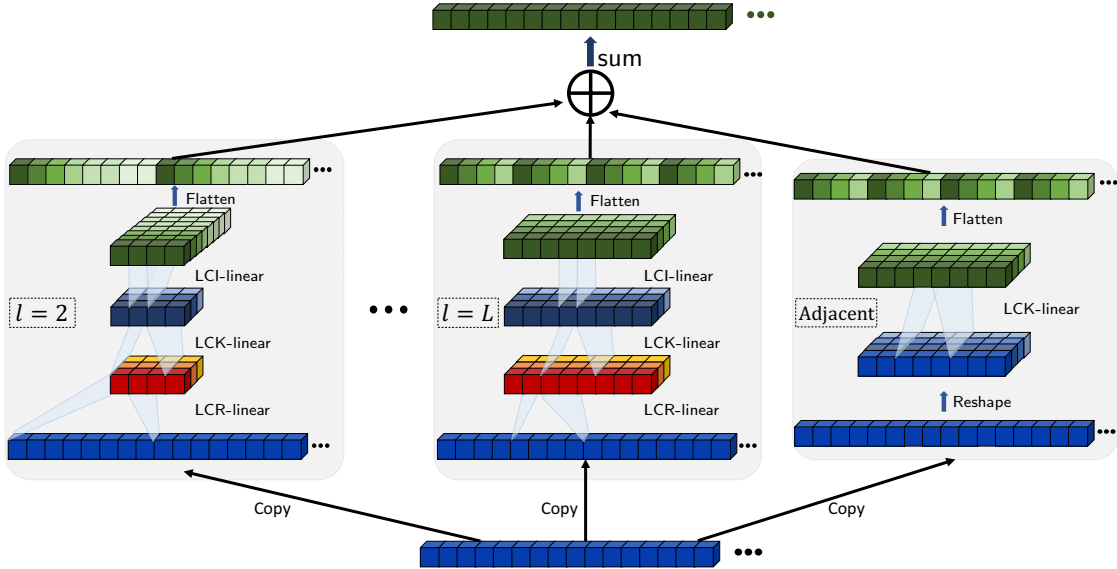 •••
sum
•••
•••
•••
Flatten
Flatten
Flatten
LCI-linear
LCI-linear
l = 2
•••
l = L
Adjacent
LCK-linear
LCK-linear
LCK-linear
LCR-linear
LCR-linear
Reshape
•••
•••
•••
Copy
Copy
Copy
•••